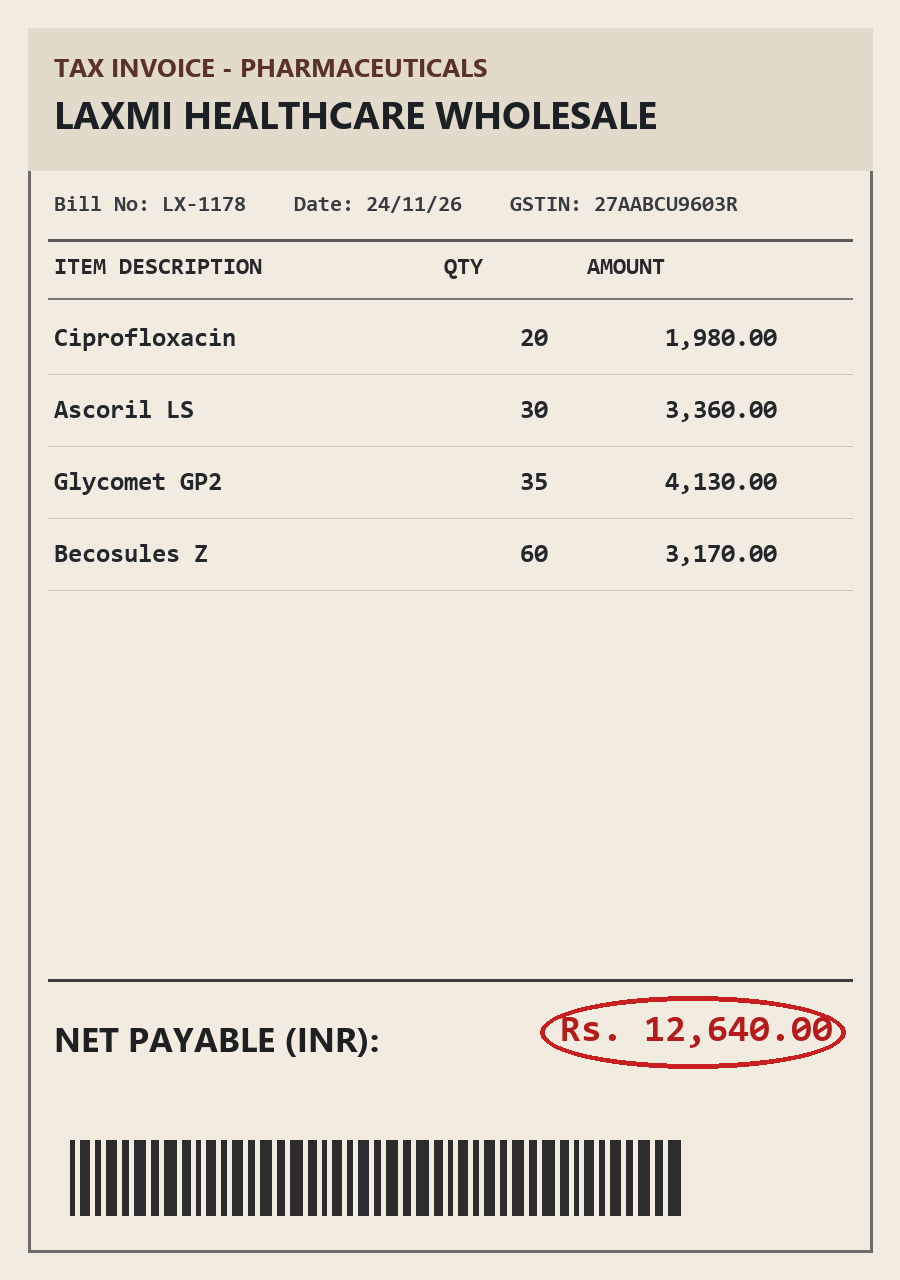 TAX INVOICE - PHARMACEUTICALS
LAXMI HEALTHCARE WHOLESALE
Bill No: LX-1178 Date: 24/11/26 GSTIN: 27AABCU9603R
ITEM DESCRIPTION QTY AMOUNT
Ciprofloxacin 20 1,980.00
Ascoril LS 30 3,360.00
Glycomet GP2 35 4,130.00
Becosules Z 60 3,170.00
NET PAYABLE (INR): Rs. 12,640.00